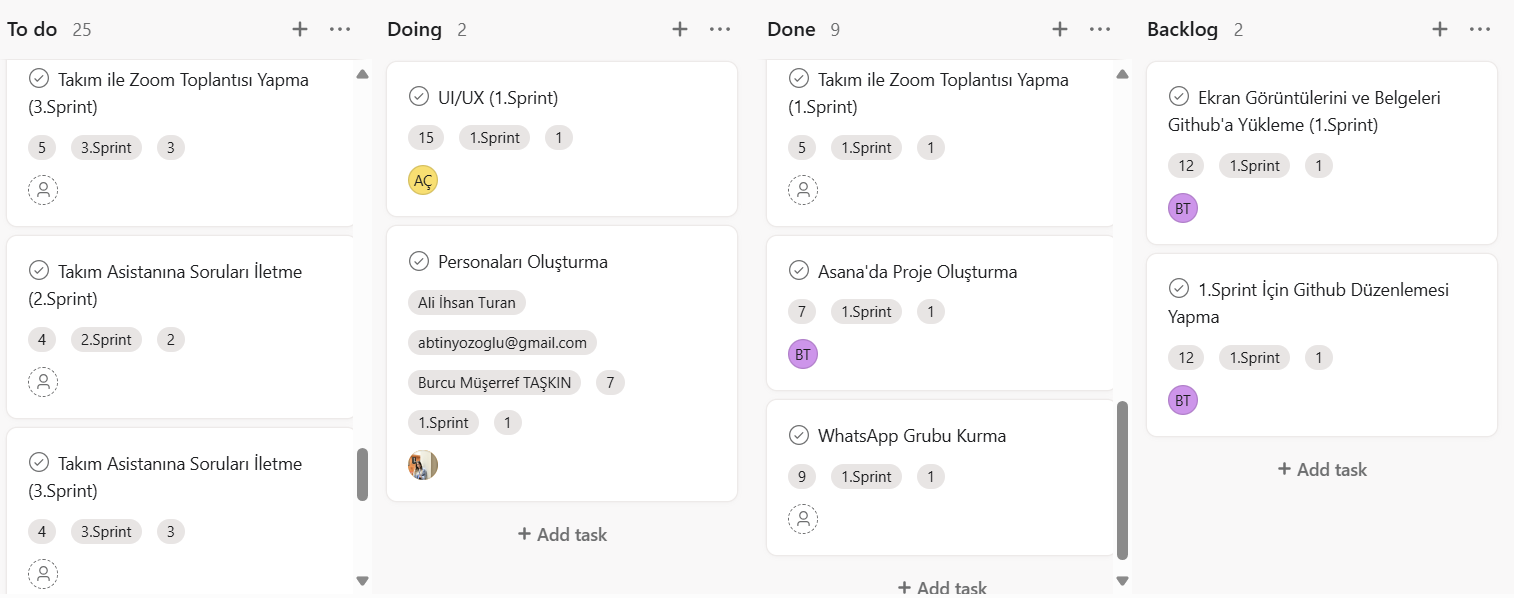 To do 25
Takım ile Zoom Toplantısı Yapma
(3.Sprint)
5 3.Sprint 3
Takım Asistanına Soruları İletme
(2.Sprint)
4 2.Sprint 2
Takım Asistanına Soruları İletme
(3.Sprint)
4 3.Sprint 3
Doing 2
UI/UX (1.Sprint)
15 1.Sprint 1
AÇ
Personaları Oluşturma
Ali İhsan Turan
abtinyozoglu@gmail.com
Burcu Müşerref TAŞKIN 7
1.Sprint 1
+ Add task
Done 9
Takım ile Zoom Toplantısı Yapma
(1.Sprint)
5 1.Sprint 1
Asana'da Proje Oluşturma
7 1.Sprint 1
BT
WhatsApp Grubu Kurma
9 1.Sprint 1
+ Add task
Backlog 2
Ekran Görüntülerini ve Belgeleri
Github'a Yükleme (1.Sprint)
12 1.Sprint 1
BT
1.Sprint İçin Github Düzenlemesi
Yapma
12 1.Sprint 1
BT
+ Add task